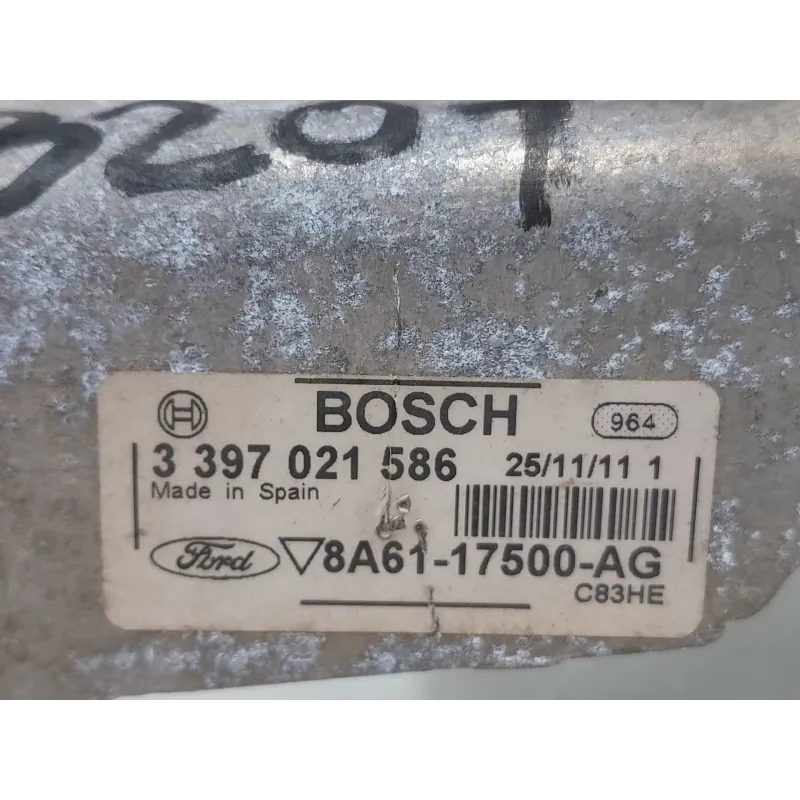 BOSCH
964
3 397 021 586 25/11/11 1
Made in Spain
Ford ▽8A61-17500-AG
C83HE